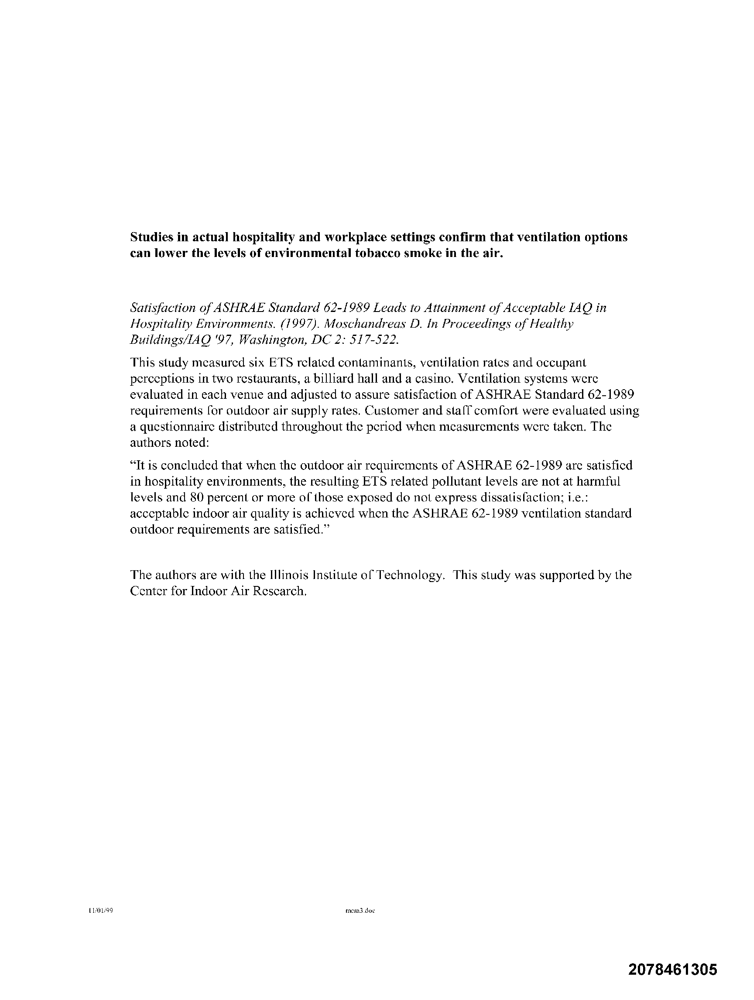 Studies in actual hospitality and workplace settings confirm that ventilation options
can lower the levels of environmental tobacco smoke in the air.
Satisfaction of ASHRAE Standard 62-1989 Leads to Attainment of Acceptable IAQ in
Hospitality Environments. (1997). Moschandreas D. In Proceedings of Healthy
Buildings/IAQ '97, Washington, DC 2: 517-522.
This study measured six ETS related contaminants, ventilation rates and occupant
perceptions in two restaurants, a billiard hall and a casino. Ventilation systems were
evaluated in each venue and adjusted to assure satisfaction of ASHRAE Standard 62-1989
requirements for outdoor air supply rates. Customer and staff comfort were evaluated using
a questionnaire distributed throughout the period when measurements were taken. The
authors noted:
“It is concluded that when the outdoor air requirements of ASHRAE 62-1989 are satisfied
in hospitality environments, the resulting ETS related pollutant levels are not at harmful
levels and 80 percent or more of those exposed do not express dissatisfaction; i.e.:
acceptable indoor air quality is achieved when the ASHRAE 62-1989 ventilation standard
outdoor requirements are satisfied.”
The authors are with the Illinois Institute of Technology. This study was supported by the
Center for Indoor Air Research.
11/01/99
2078461305